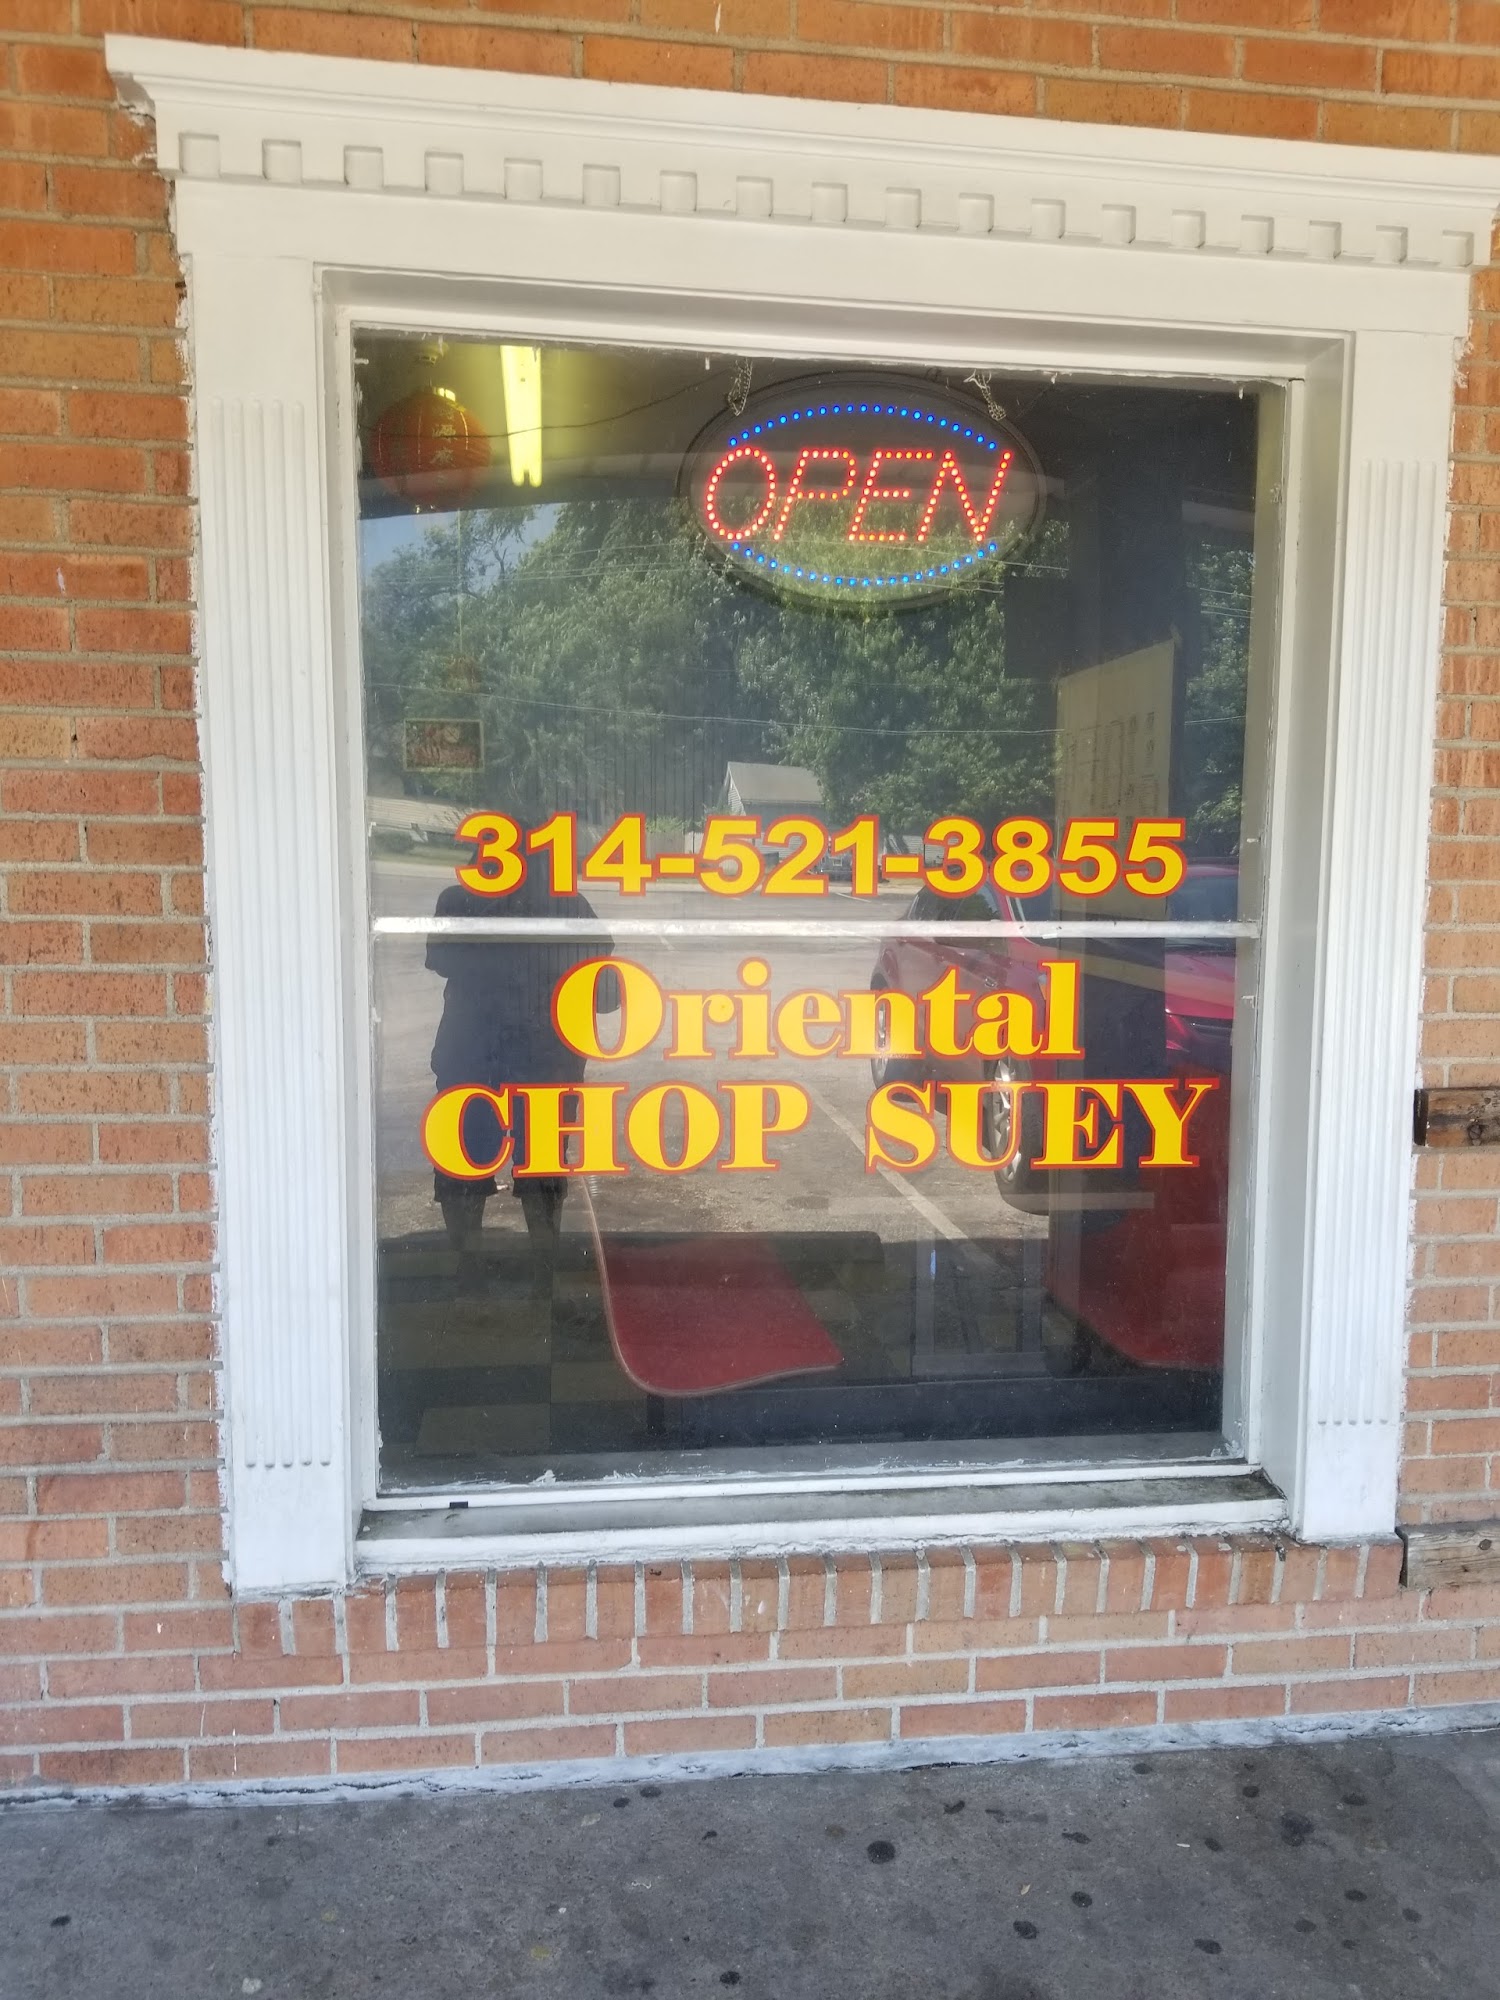 OPEN
314-521-3855
Oriental
CHOP SUEY